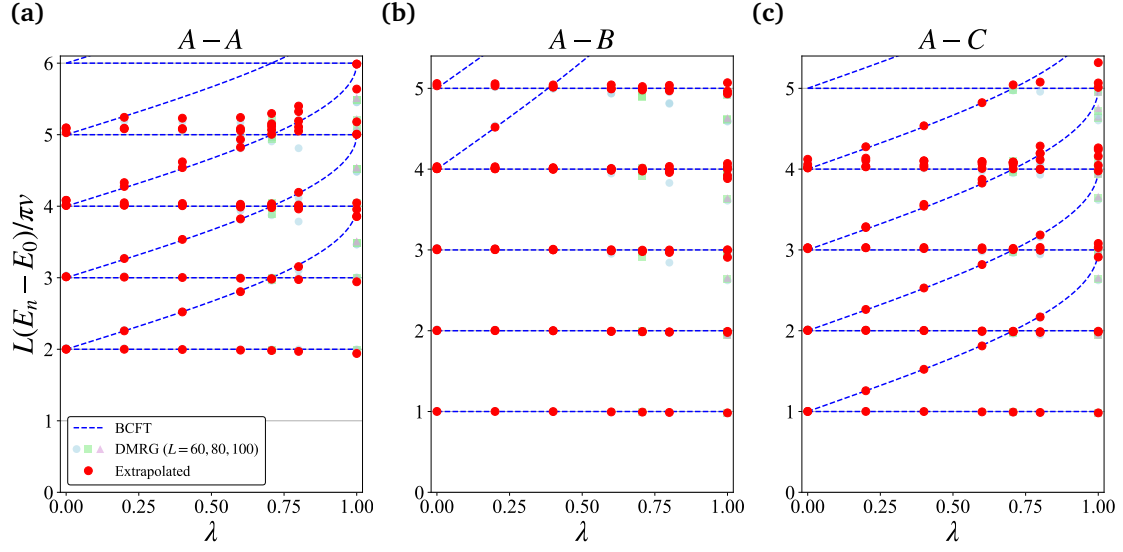 (a)
A – A
L(Eₙ − E₀)/πv
6
5
4
3
2
1
0
BCFT
DMRG (L = 60, 80, 100)
Extrapolated
0.00 0.25 0.50 0.75 1.00
λ
(b)
A – B
5
4
3
2
1
0
0.00 0.25 0.50 0.75 1.00
λ
(c)
A – C
5
4
3
2
1
0
0.00 0.25 0.50 0.75 1.00
λ